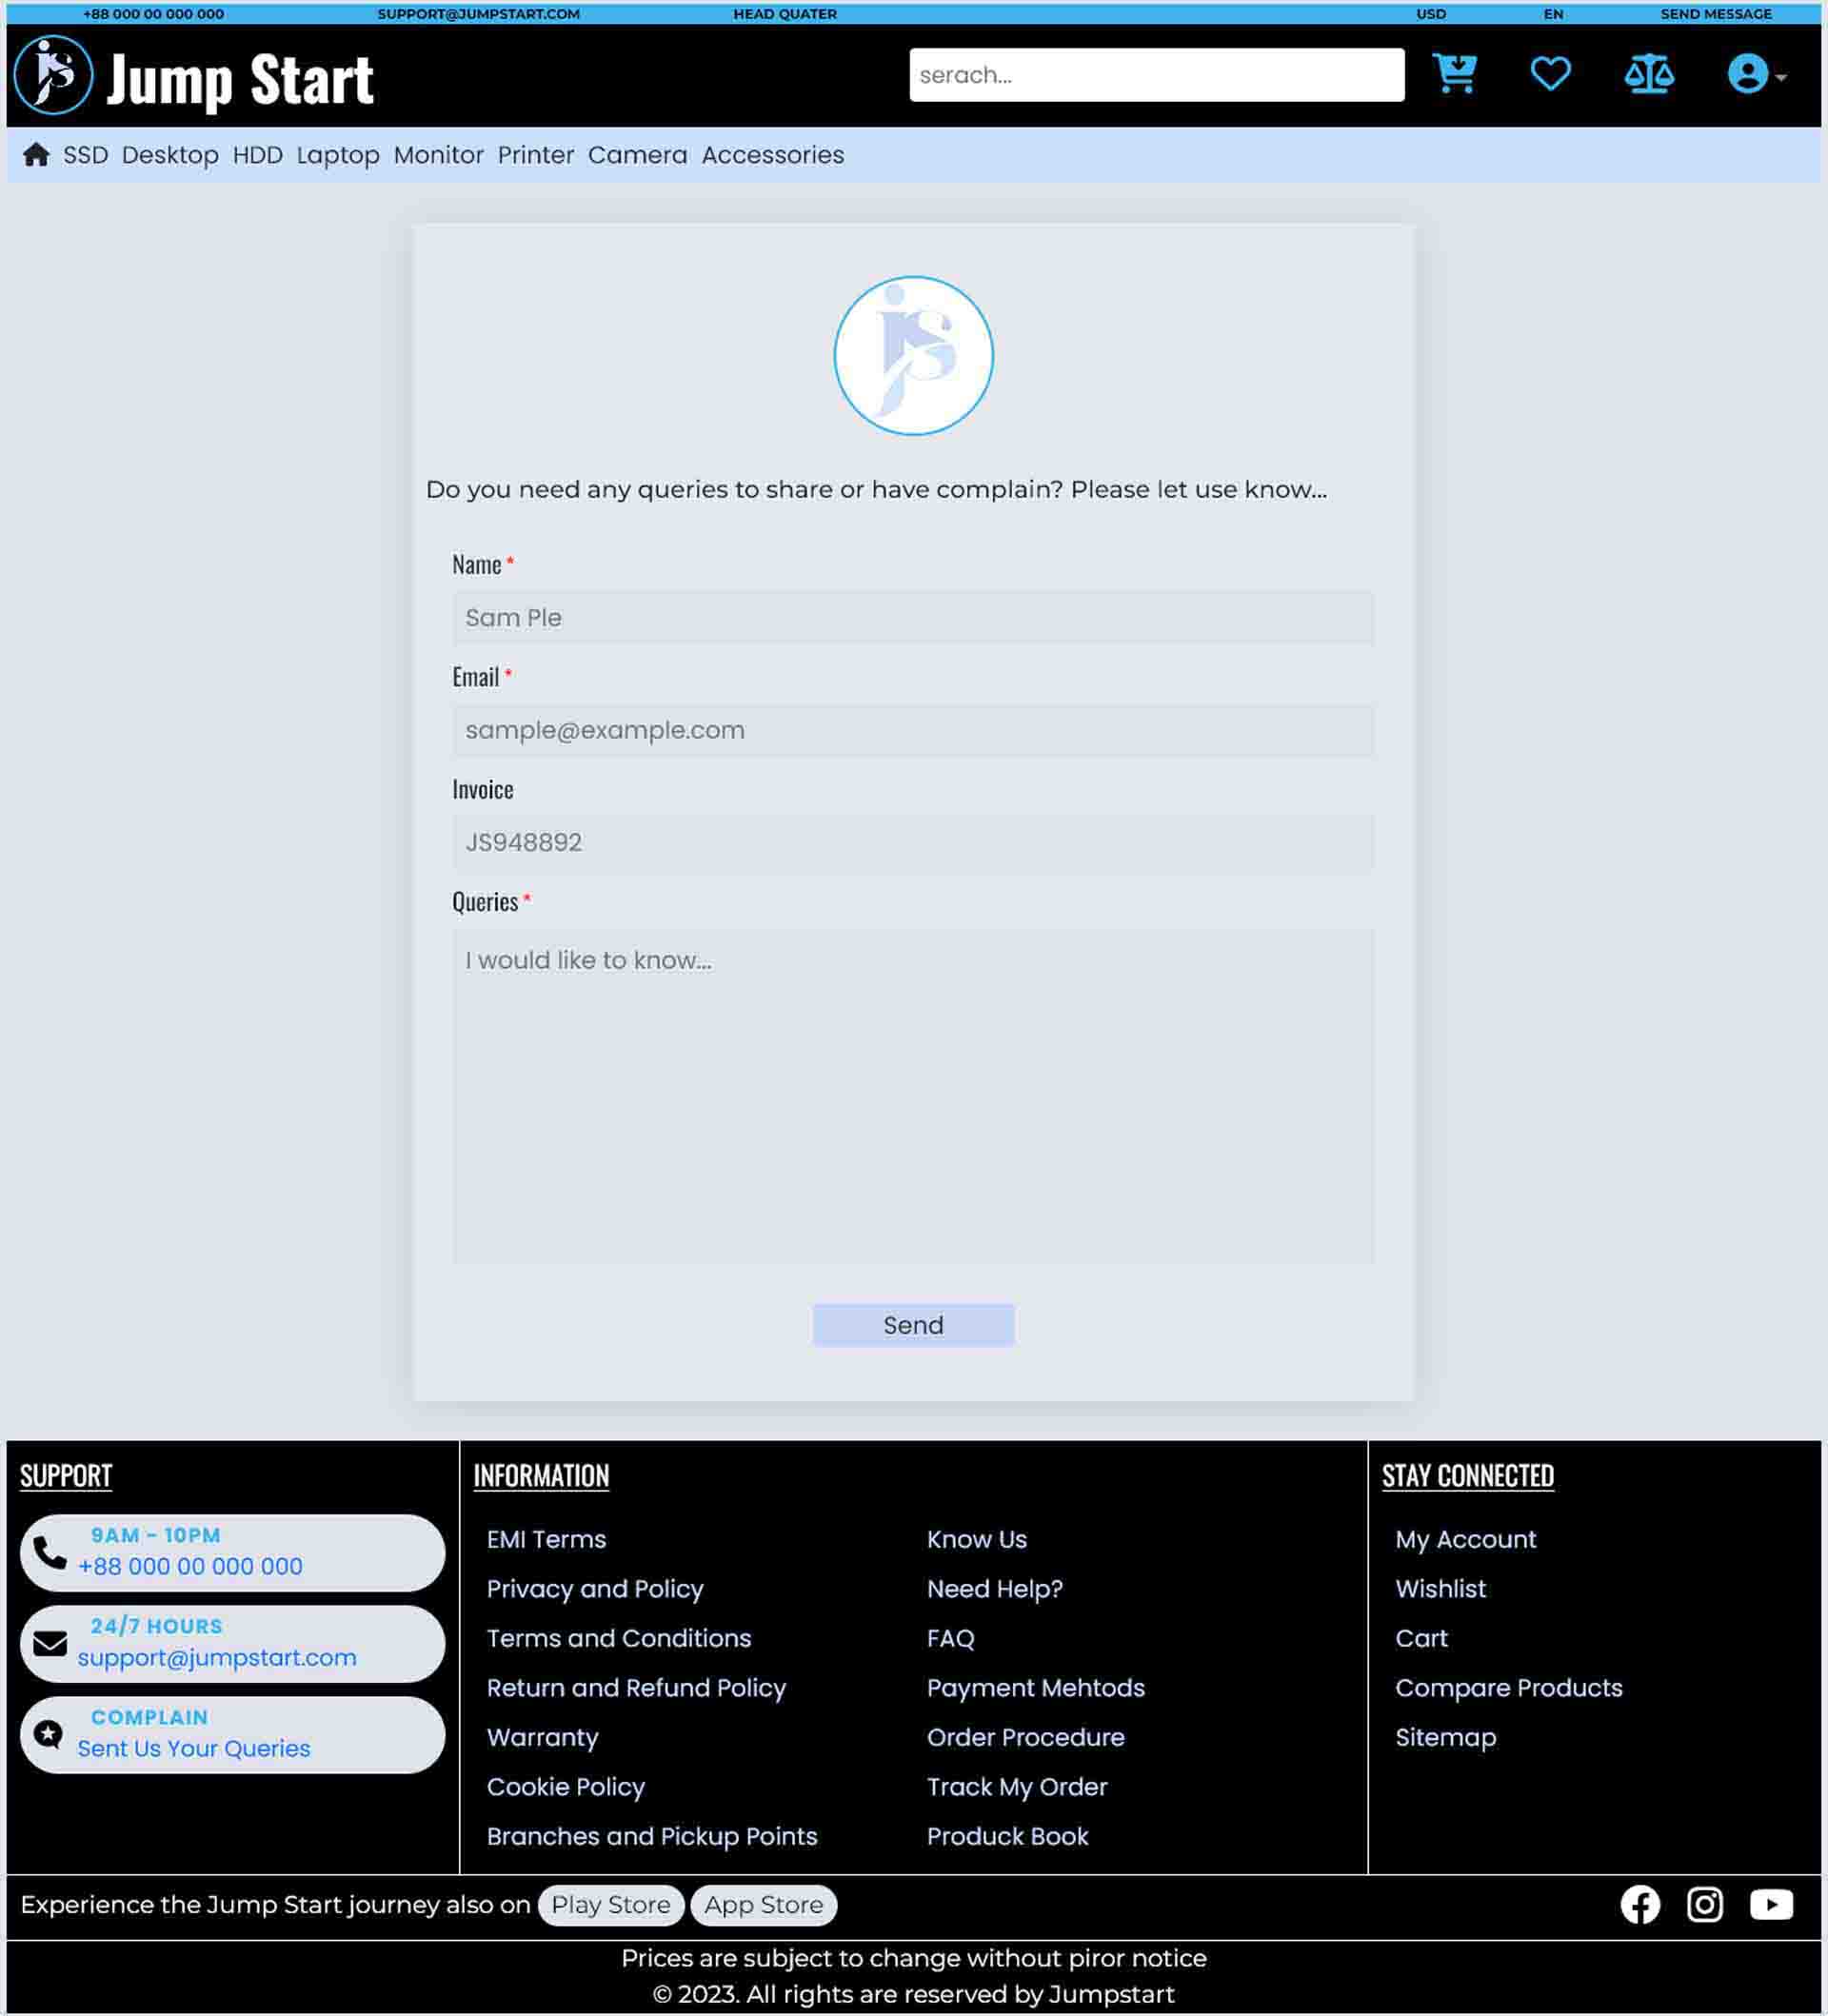 +88 000 00 000 000 SUPPORT@JUMPSTART.COM HEAD QUATER USD EN SEND MESSAGE
js Jump Start serach...
SSD Desktop HDD Laptop Monitor Printer Camera Accessories
js
Do you need any queries to share or have complain? Please let use know...
Name *
Sam Ple
Email *
sample@example.com
Invoice
JS948892
Queries *
I would like to know...
Send
SUPPORT
9AM - 10PM
+88 000 00 000 000
24/7 HOURS
support@jumpstart.com
COMPLAIN
Sent Us Your Queries
INFORMATION
EMI Terms
Privacy and Policy
Terms and Conditions
Return and Refund Policy
Warranty
Cookie Policy
Branches and Pickup Points
Know Us
Need Help?
FAQ
Payment Mehtods
Order Procedure
Track My Order
Produck Book
STAY CONNECTED
My Account
Wishlist
Cart
Compare Products
Sitemap
Experience the Jump Start journey also on Play Store App Store
Prices are subject to change without piror notice
© 2023. All rights are reserved by Jumpstart